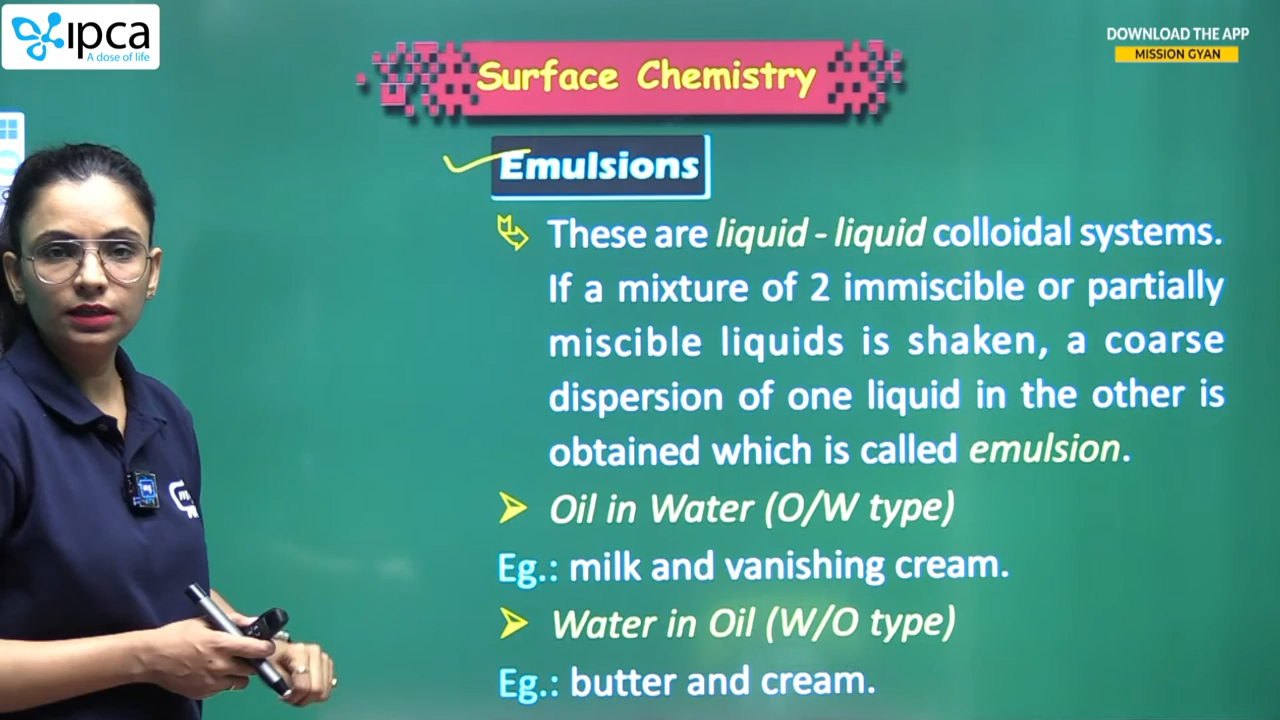 ipca
A dose of life
DOWNLOAD THE APP
MISSION GYAN
Surface Chemistry
Emulsions
These are liquid - liquid colloidal systems.
If a mixture of 2 immiscible or partially
miscible liquids is shaken, a coarse
dispersion of one liquid in the other is
obtained which is called emulsion.
Oil in Water (O/W type)
Eg.: milk and vanishing cream.
Water in Oil (W/O type)
Eg.: butter and cream.